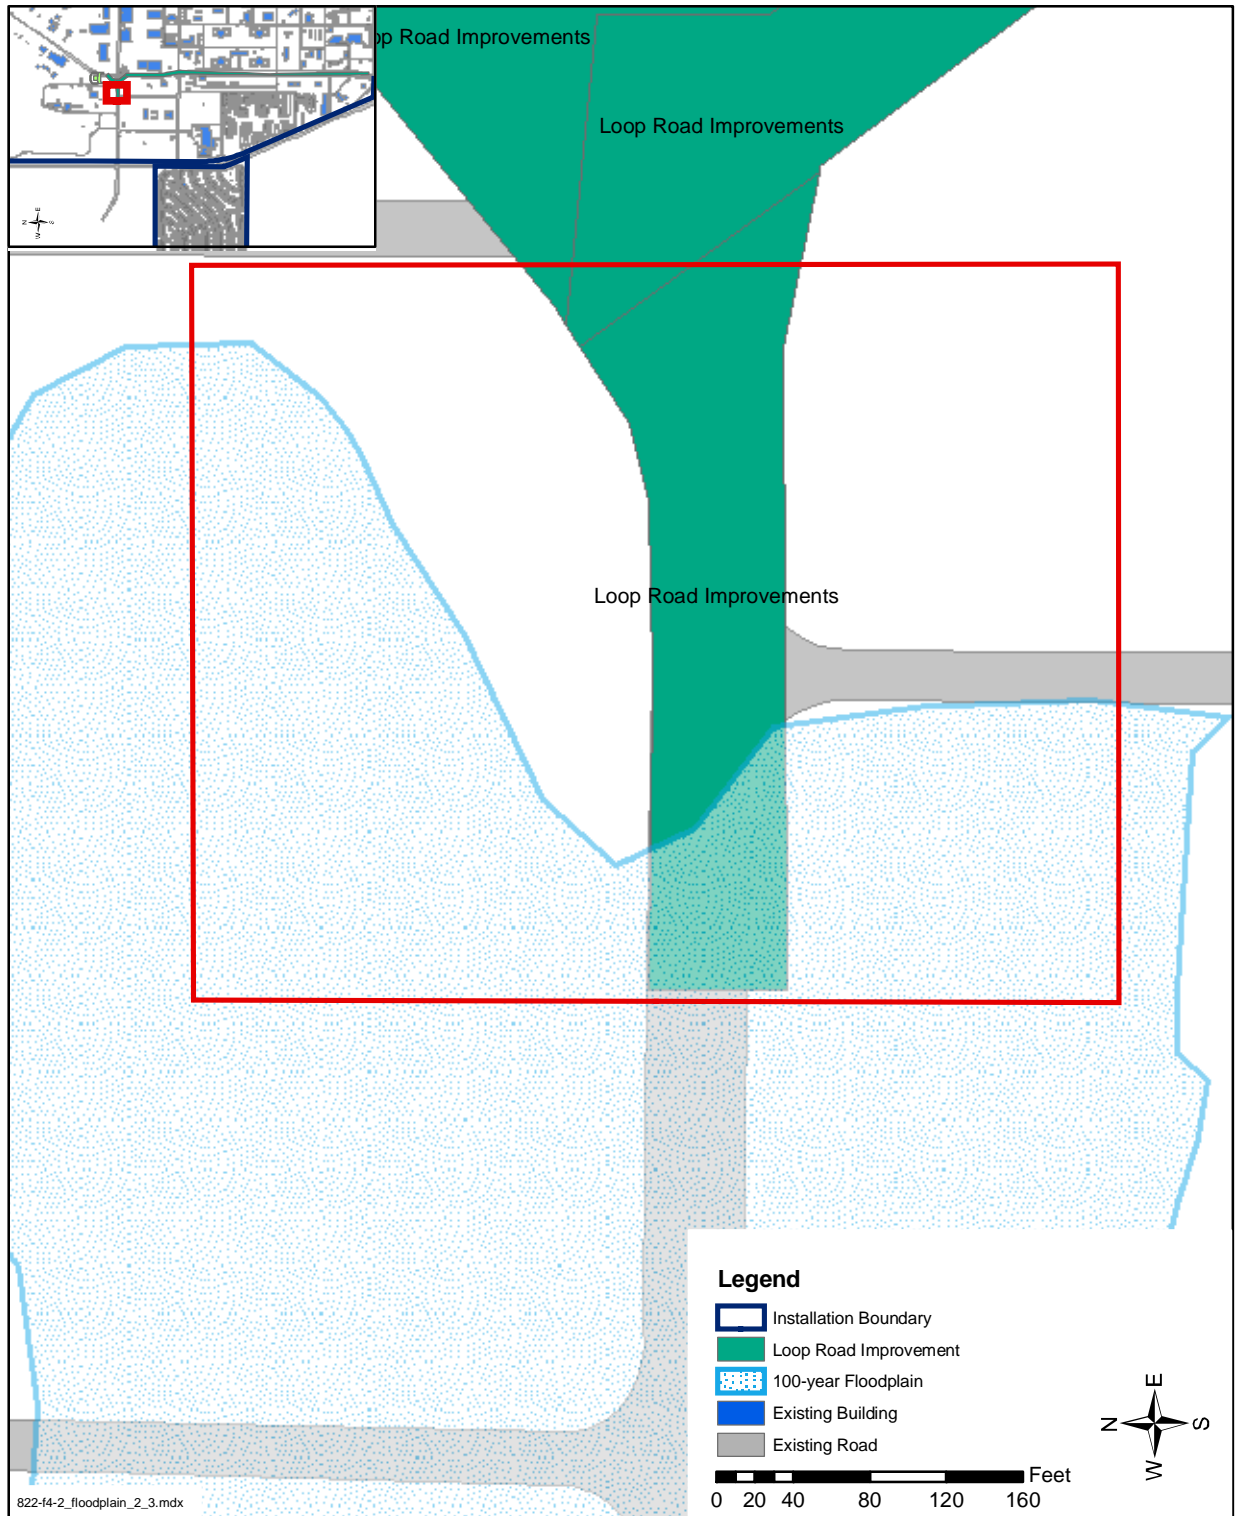 op Road Improvements
Loop Road Improvements
N
E
S
W
Loop Road Improvements
Legend
Installation Boundary
Loop Road Improvement
100-year Floodplain
Existing Building
Existing Road
E
N
S
W
Feet
0 20 40 80 120 160
822-f4-2_floodplain_2_3.mdx